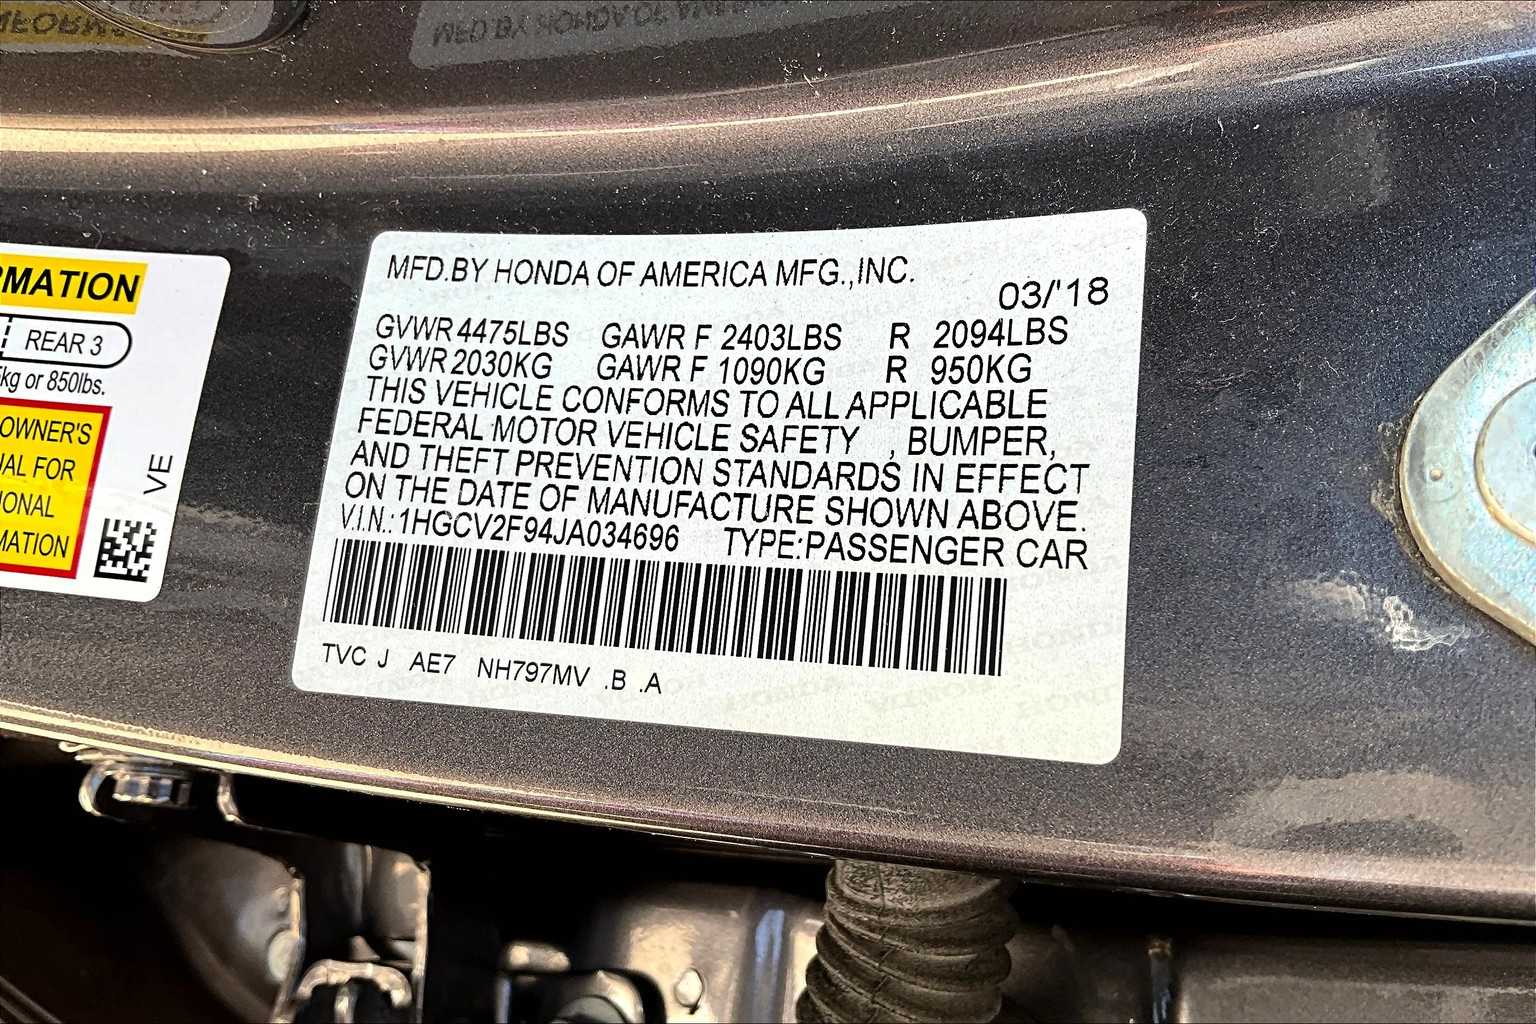 MFD.BY HONDA OF AMERICA MFG.,INC.
03/'18
GVWR 4475LBS GAWR F 2403LBS R 2094LBS
GVWR 2030KG GAWR F 1090KG R 950KG
THIS VEHICLE CONFORMS TO ALL APPLICABLE
FEDERAL MOTOR VEHICLE SAFETY , BUMPER,
AND THEFT PREVENTION STANDARDS IN EFFECT
ON THE DATE OF MANUFACTURE SHOWN ABOVE.
V.I.N.:1HGCV2F94JA034696 TYPE:PASSENGER CAR
TVC J AE7 NH797MV .B .A
RMATION
REAR 3
kg or 850lbs.
OWNER'S
AL FOR
IONAL
MATION
VE